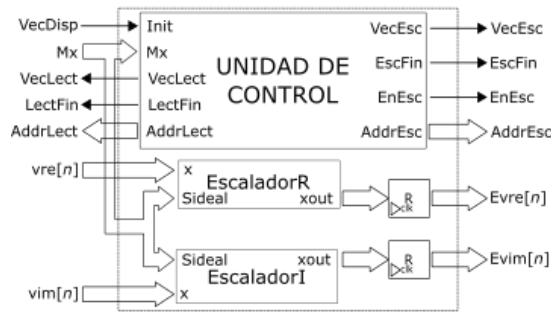 VecDisp Init VecEsc VecEsc
Mx Mx EscFin EscFin
VecLect VecLect UNIDAD DE
LectFin LectFin CONTROL EnEsc EnEsc
AddrLect AddrLect AddrEsc AddrEsc
vre[n] x
EscaladorR
Sideal xout R Evre[n]
clk
Sideal xout R Evim[n]
clk
EscaladorI
vim[n] x